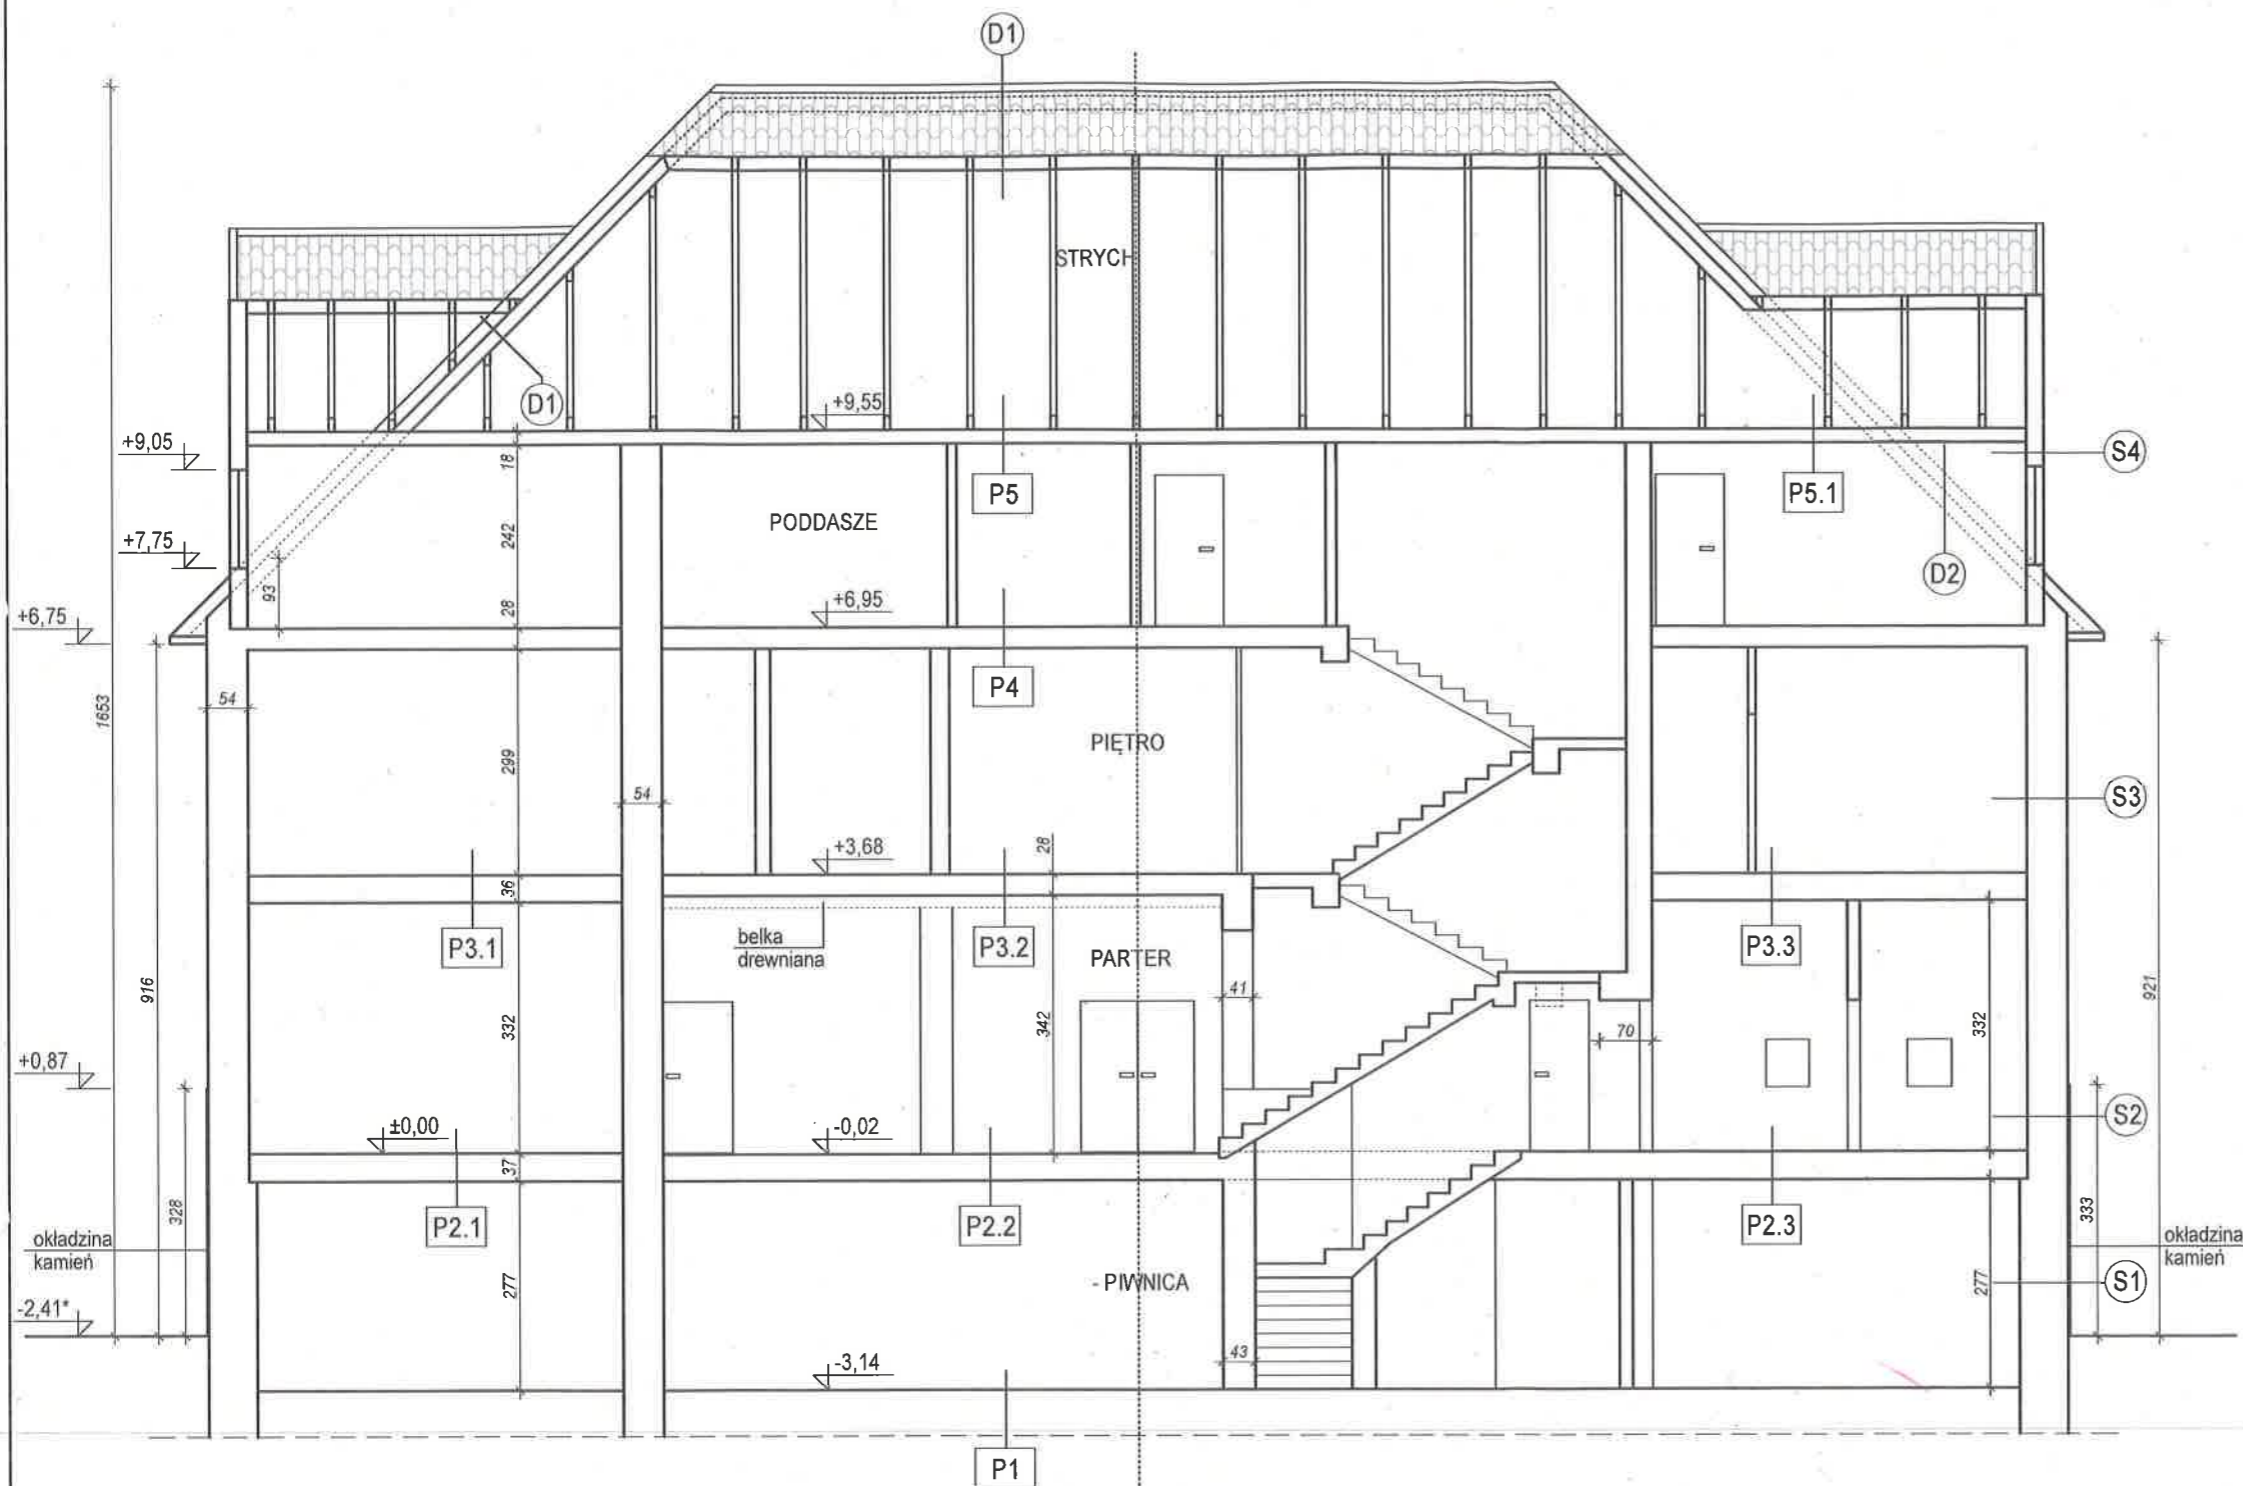 D1
STRYCH
D1
+9,55
+9,05
18
S4
P5
P5.1
PODDASZE
242
+7,75
D2
93
28
+6,95
+6,75
P4
1653
54
PIĘTRO
299
54
S3
+3,68
28
36
P3.1
belka
drewniana
P3.2
PARTER
P3.3
916
41
921
332
342
70
332
+0,87
±0,00
-0,02
S2
37
328
P2.1
P2.2
P2.3
333
okładzina
kamień
okładzina
kamień
277
- PIWNICA
277
S1
-2,41*
43
-3,14
P1